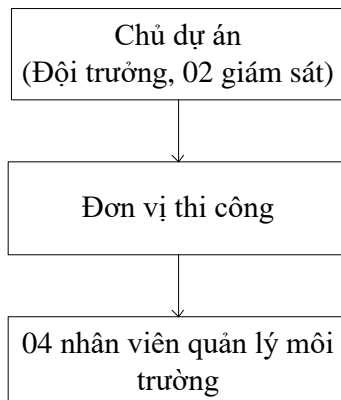 Chủ dự án
(Đội trưởng, 02 giám sát)
Đơn vị thi công
04 nhân viên quản lý môi
trường